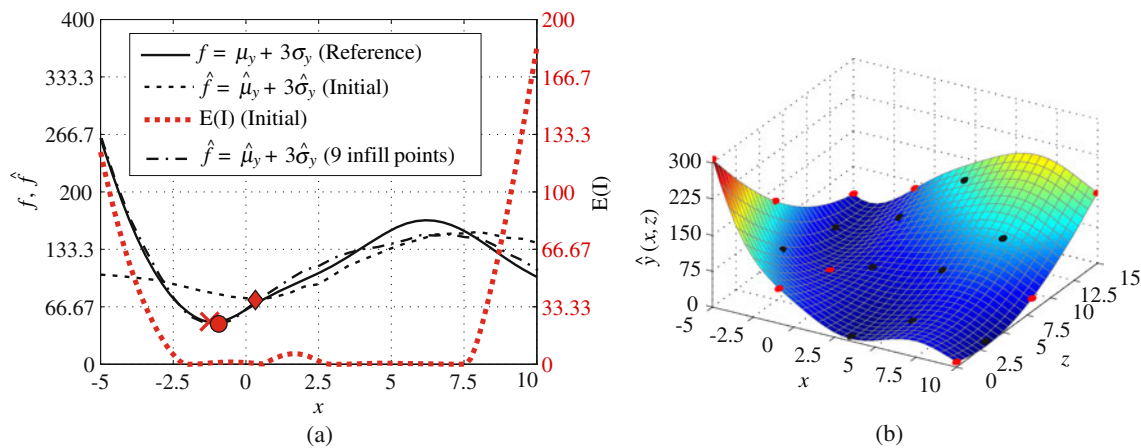 400
333.3
266.7
200
133.3
66.67
0
f, f̂
f = μy + 3σy (Reference)
f̂ = μ̂y + 3σ̂y (Initial)
E(I) (Initial)
f̂ = μ̂y + 3σ̂y (9 infill points)
200
166.7
133.3
100
66.67
33.33
0
E(I)
-5 -2.5 0 2.5 5 7.5 10
x
(a)
300
225
150
75
0
ŷ(x, z)
-5 -2.5 0 2.5 5 7.5 10
x
0 2.5 5 7.5 10 12.5 15
z
(b)